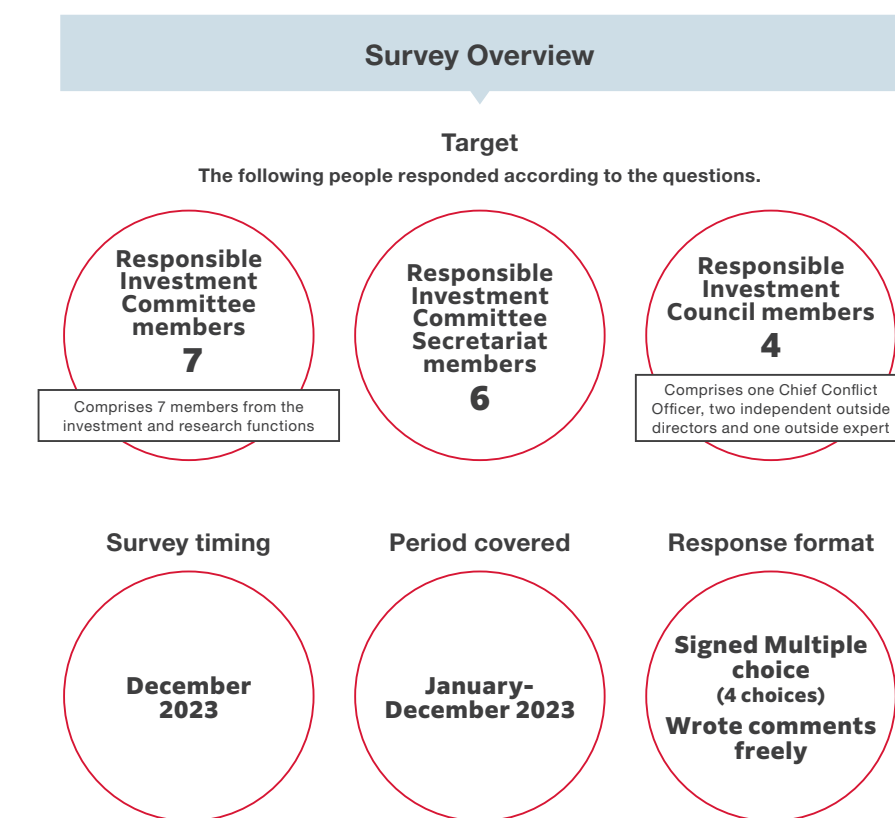 Survey Overview
Target
The following people responded according to the questions.
Responsible
Investment
Committee
members
7
Comprises 7 members from the
investment and research functions
Responsible
Investment
Committee
Secretariat
members
6
Responsible
Investment
Council members
4
Comprises one Chief Conflict
Officer, two independent outside
directors and one outside expert
Survey timing
December
2023
Period covered
January-
December 2023
Response format
Signed Multiple
choice
(4 choices)
Wrote comments
freely